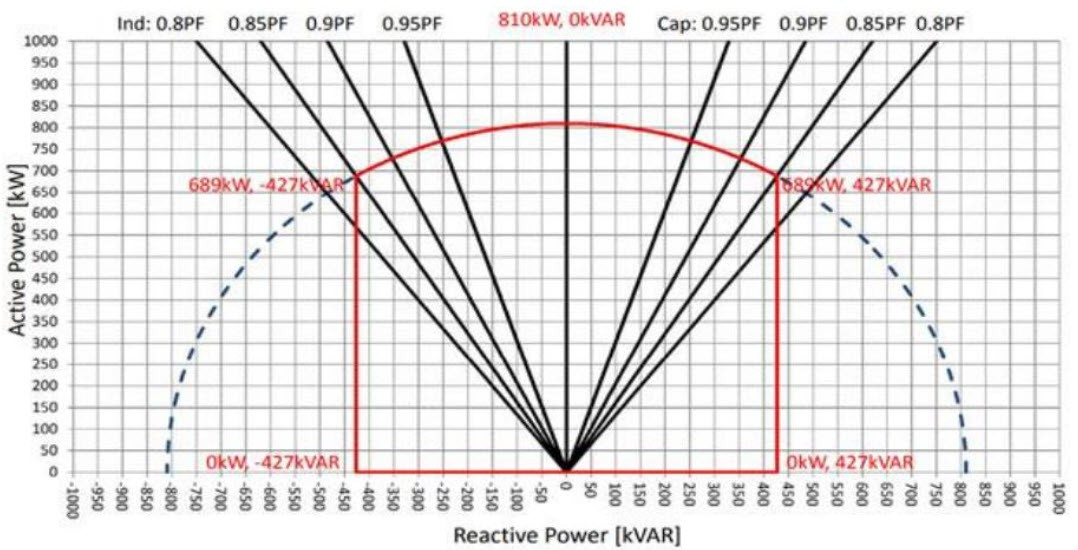 Ind: 0.8PF 0.85PF 0.9PF 0.95PF 810kW, 0kVAR Cap: 0.95PF 0.9PF 0.85PF 0.8PF
1000
950
900
850
800
750
700
650
600
550
500
450
400
350
300
250
200
150
100
50
0
Active Power [kW]
689kW, -427kVAR
689kW, 427kVAR
0kW, -427kVAR
0kW, 427kVAR
-1000 -950 -900 -850 -800 -750 -700 -650 -600 -550 -500 -450 -400 -350 -300 -250 -200 -150 -100 -50 0 50 100 150 200 250 300 350 400 450 500 550 600 650 700 750 800 850 900 950 1000
Reactive Power [kVAR]